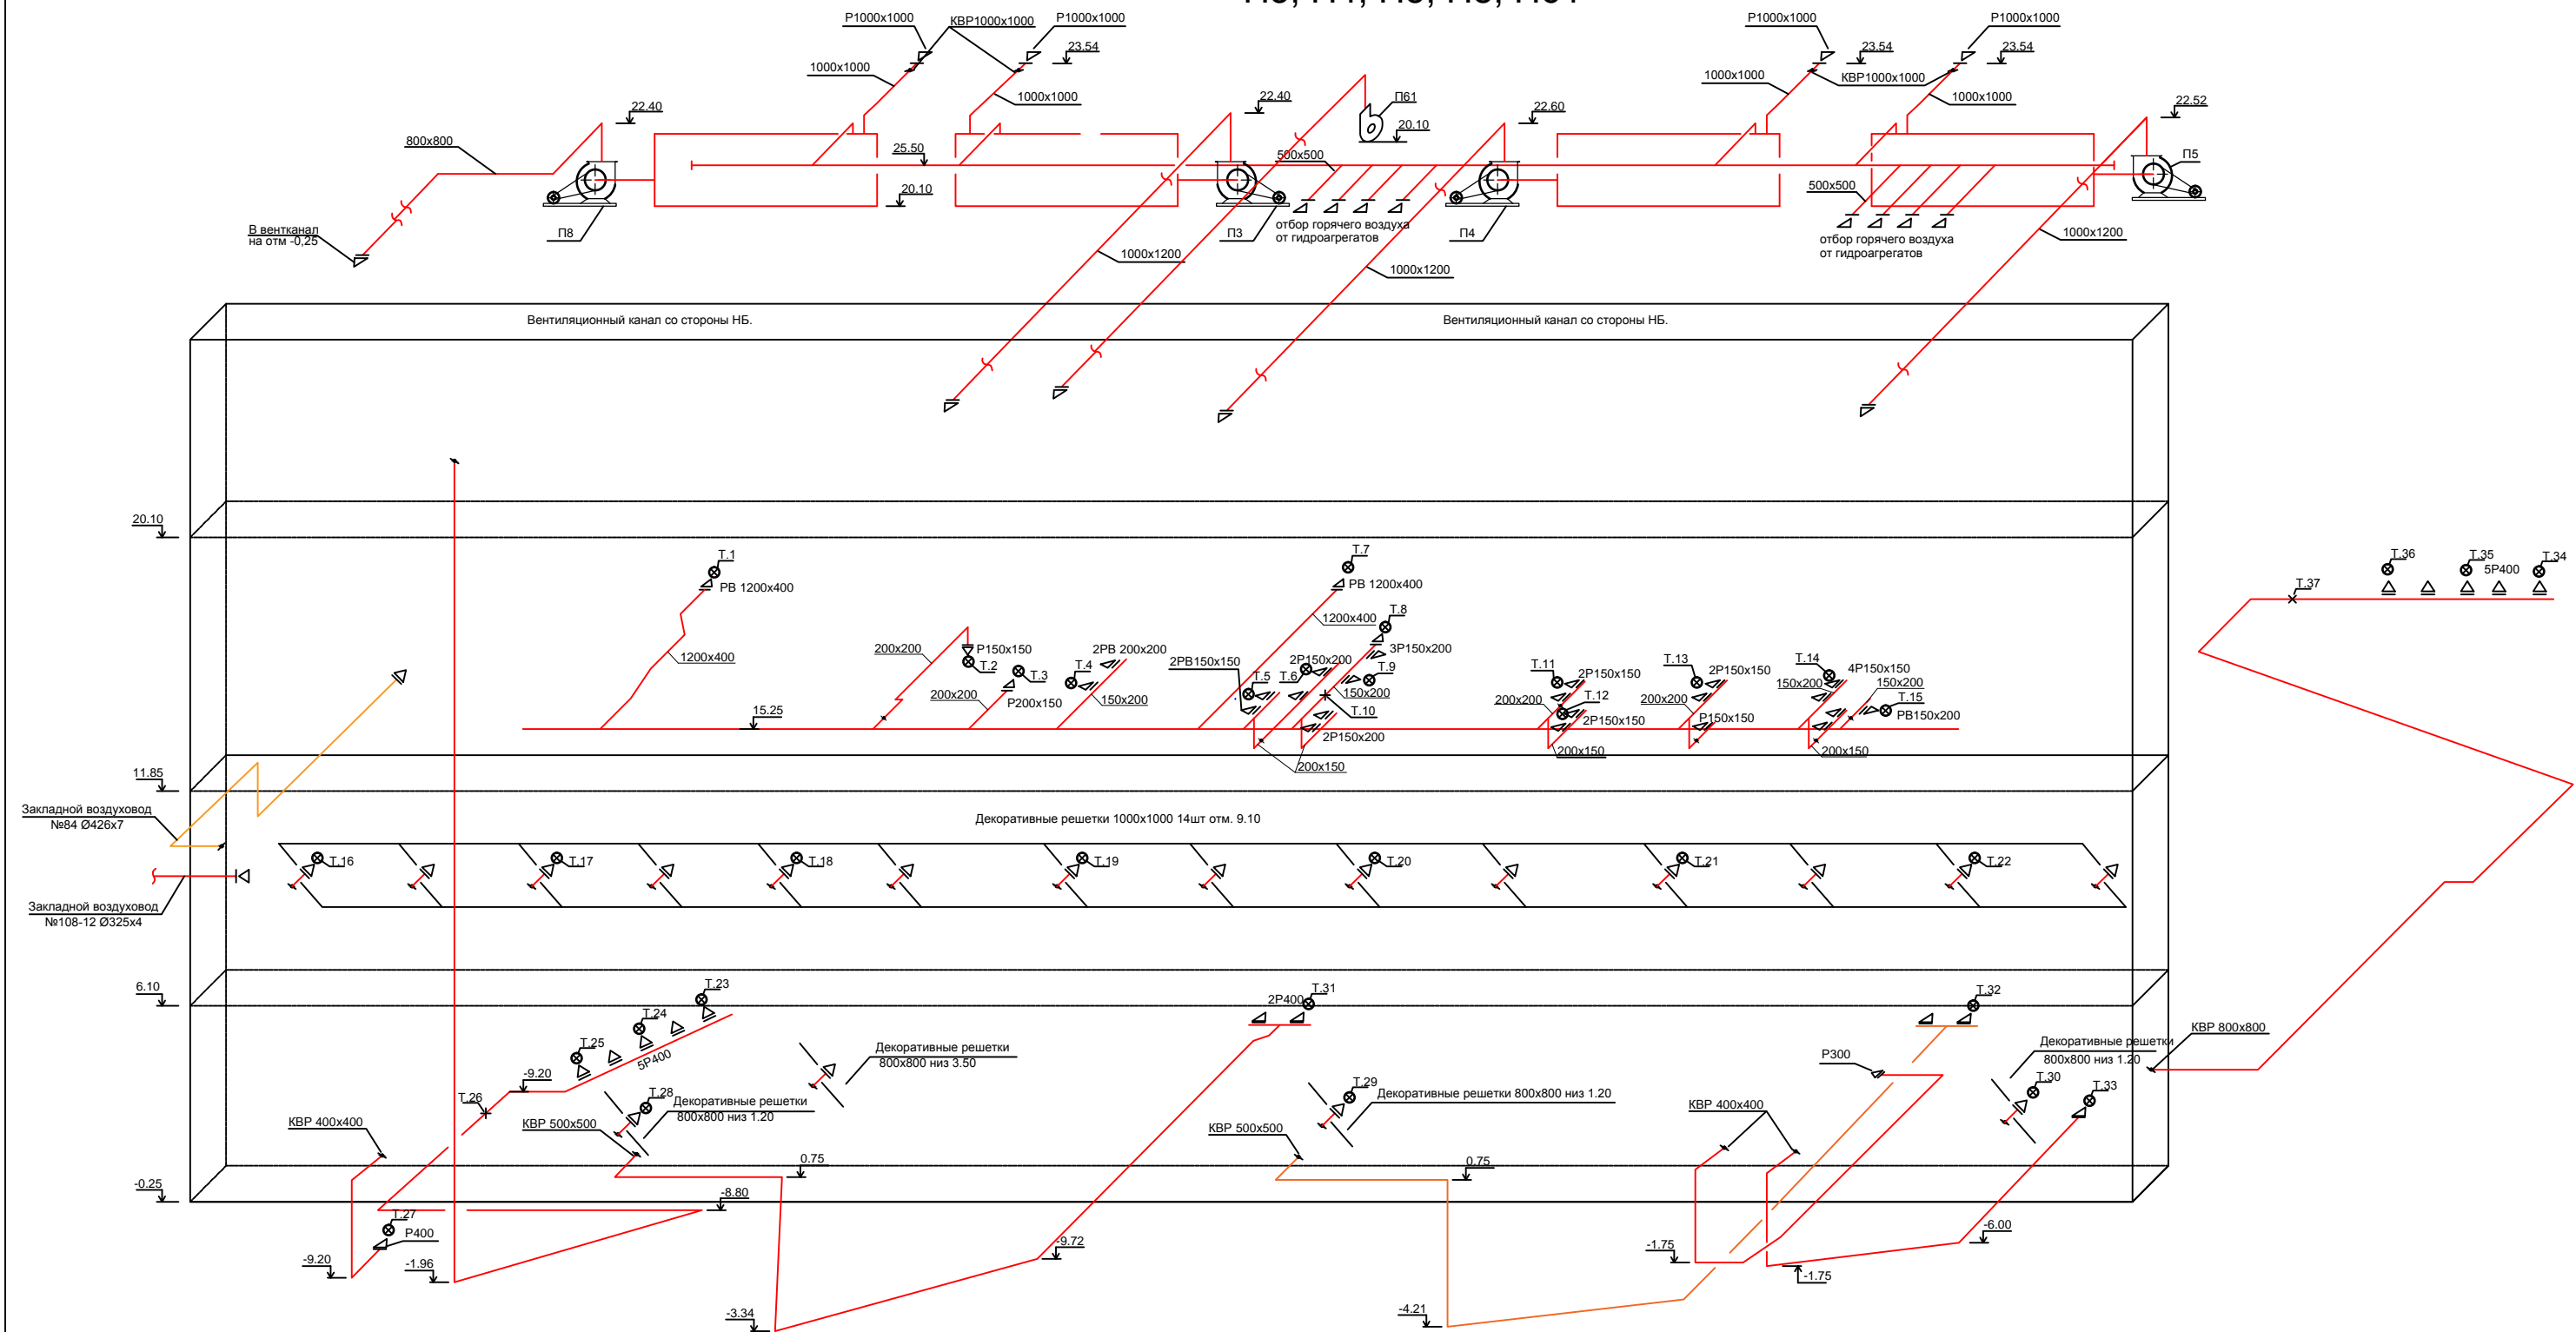 Р1000х1000
КВР1000х1000
Р1000х1000
Р1000х1000
Р1000х1000
23.54
23.54
23.54
1000х1000
1000х1000
1000х1000
КВР1000х1000
1000х1000
22.40
22.40
П61
22.60
22.52
20.10
800х800
25.50
500х500
П5
20.10
500х500
В вентканал
на отм -0,25
П8
П3
отбор горячего воздуха
от гидроагрегатов
П4
отбор горячего воздуха
от гидроагрегатов
1000х1200
1000х1200
1000х1200
Вентиляционный канал со стороны НБ.
Вентиляционный канал со стороны НБ.
20.10
Т.1
РВ 1200х400
Т.7
РВ 1200х400
Т.36
Т.35
Т.34
5Р400
Т.37
1200х400
Т.8
1200х400
200х200
Р150х150
Т.2
2РВ 200х200
3Р150х200
2РВ150х150
2Р150х200
Т.3
Т.4
Т.5
Т.6
Т.9
Т.11
2Р150х150
Т.13
2Р150х150
Т.14
4Р150х150
200х200
Р200х150
150х200
150х200
Т.10
200х200
Т.12
200х200
150х200
150х200
Т.15
РВ150х200
15.25
2Р150х200
2Р150х150
Р150х150
200х150
200х150
200х150
11.85
Закладной воздуховод
№84 Ø426х7
Декоративные решетки 1000х1000 14шт отм. 9.10
Т.16
Т.17
Т.18
Т.19
Т.20
Т.21
Т.22
Закладной воздуховод
№108-12 Ø325х4
6.10
Т.23
Т.24
Т.25
5Р400
2Р400
Т.31
Т.32
КВР 800х800
Декоративные решетки
800х800 низ 3.50
Р300
Декоративные решетки
800х800 низ 1.20
-9.20
Т.26
Т.28
Декоративные решетки
800х800 низ 1.20
Т.29
Декоративные решетки 800х800 низ 1.20
Т.30
Т.33
КВР 400х400
КВР 500х500
КВР 500х500
КВР 400х400
0.75
0.75
-0.25
-8.80
Т.27
Р400
-9.20
-1.96
-9.72
-1.75
-6.00
-1.75
-3.34
-4.21